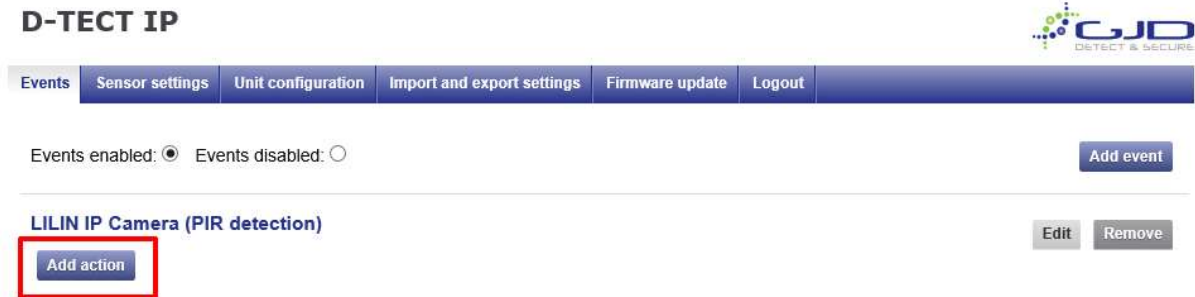 D-TECT IP
GJD
DETECT & SECURE
Events Sensor settings Unit configuration Import and export settings Firmware update Logout
Events enabled: Events disabled: Add event
LILIN IP Camera (PIR detection)
Edit Remove
Add action